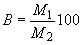 B = M₁/M₂ 100